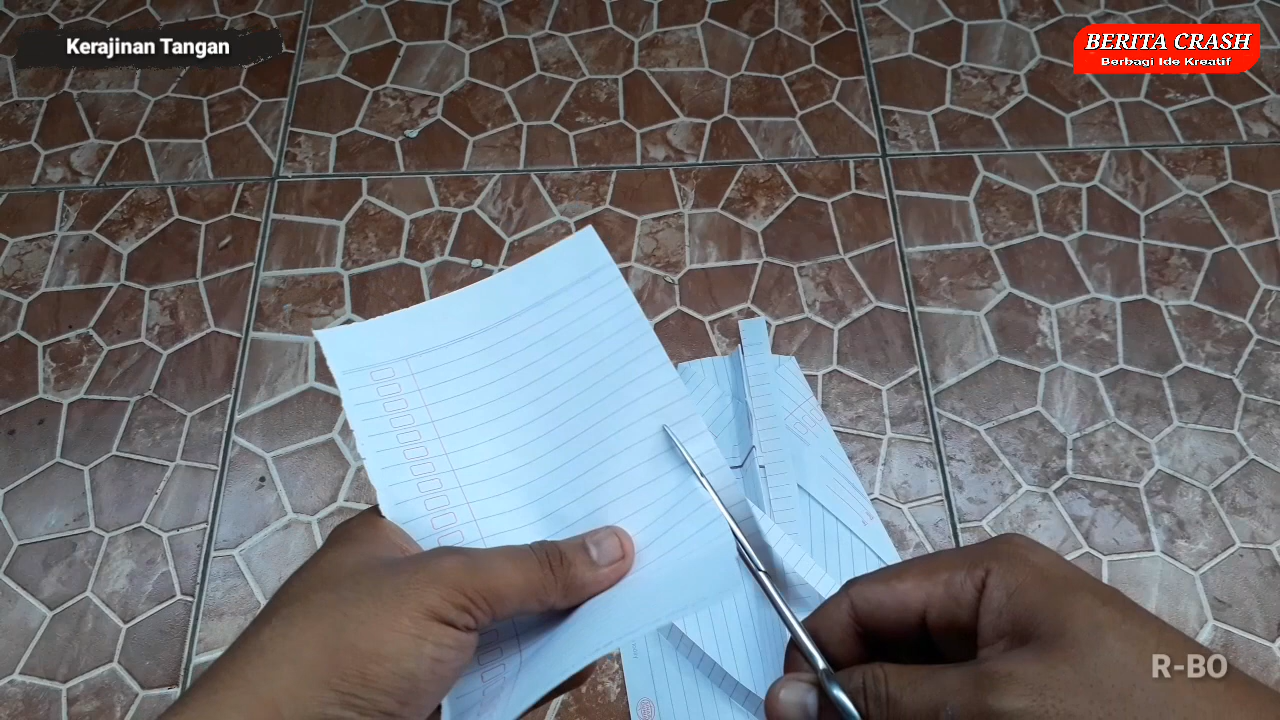 Kerajinan Tangan
BERITA CRASH
Berbagi Ide Kreatif
R-BO